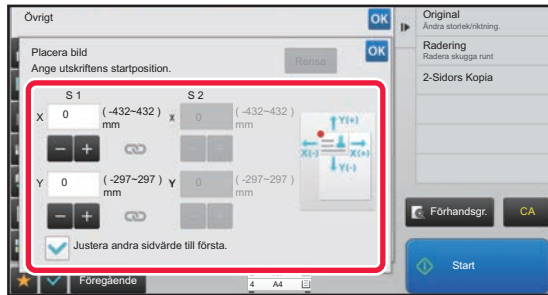 Övrigt
OK
Placera bild
Ange utskriftens startposition.
Rensa
OK
S 1
S 2
X
0
(-432~432)
mm
x
0
(-432~432)
mm
Y(+)
X(-)
X(+)
Y(-)
Y
0
(-297~297)
mm
Y
0
(-297~297)
mm
Justera andra sidvärde till första.
Föregående
4 A4
Original
Ändra storlek/riktning.
Radering
Radera skugga runt
2-Sidors Kopia
Förhandsgr.
CA
Start